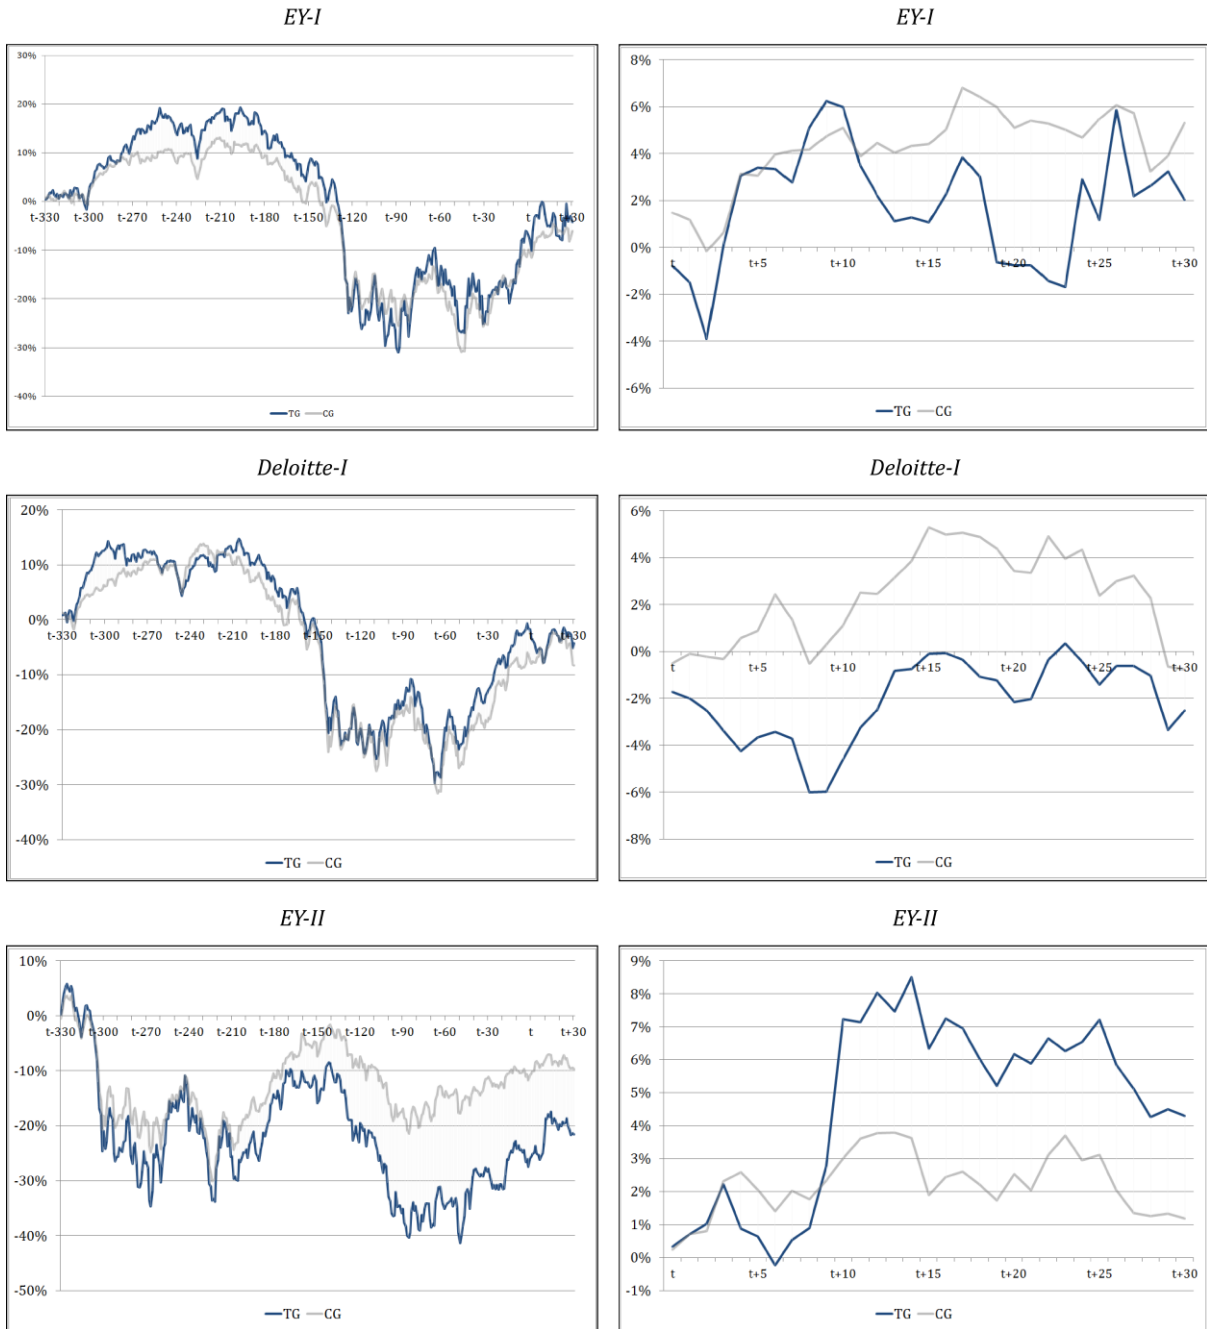 EY-I
EY-I
30%
20%
10%
0%
-10%
-20%
-30%
-40%
t-330 t-300 t-270 t-240 t-210 t-180 t-150 t-120 t-90 t-60 t-30 t t+30
TG CG
8%
6%
4%
2%
0%
-2%
-4%
-6%
t t+5 t+10 t+15 t+20 t+25 t+30
TG CG
Deloitte-I
Deloitte-I
20%
10%
0%
-10%
-20%
-30%
-40%
t-330 t-300 t-270 t-240 t-210 t-180 t-150 t-120 t-90 t-60 t-30 t t+30
TG CG
6%
4%
2%
0%
-2%
-4%
-6%
-8%
t t+5 t+10 t+15 t+20 t+25 t+30
TG CG
EY-II
EY-II
10%
0%
-10%
-20%
-30%
-40%
-50%
t-330 t-300 t-270 t-240 t-210 t-180 t-150 t-120 t-90 t-60 t-30 t t+30
TG CG
9%
8%
7%
6%
5%
4%
3%
2%
1%
0%
-1%
t t+5 t+10 t+15 t+20 t+25 t+30
TG CG